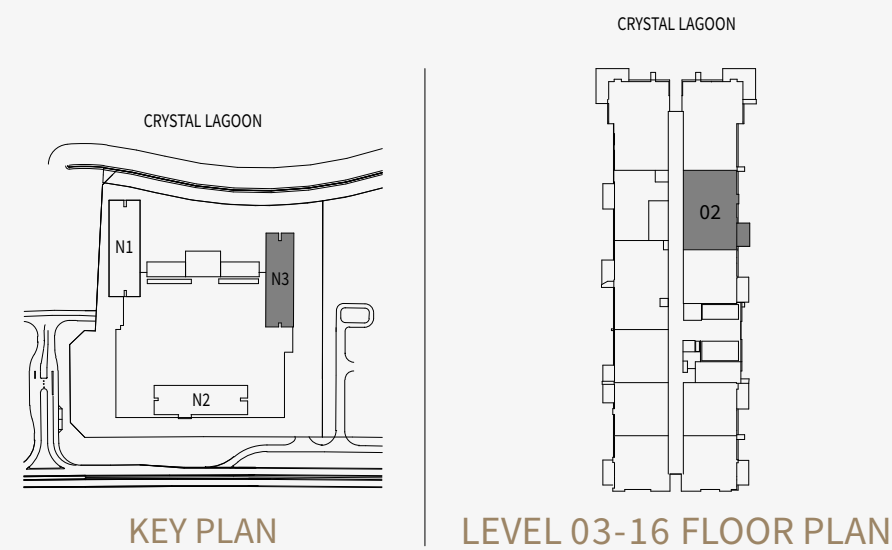 CRYSTAL LAGOON
CRYSTAL LAGOON
N1
N3
N2
02
KEY PLAN
LEVEL 03-16 FLOOR PLAN